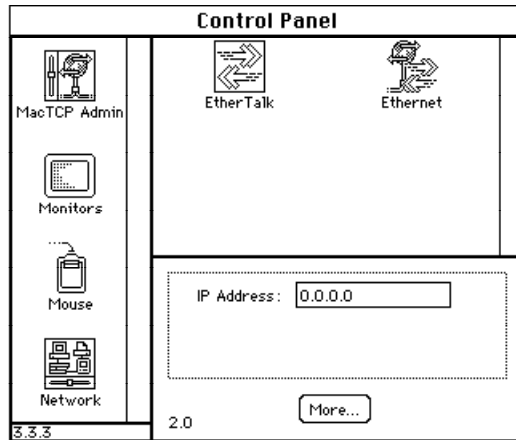 Control Panel
MacTCP Admin
Monitors
Mouse
Network
3.3.3
EtherTalk
Ethernet
IP Address: 0.0.0.0
More...
2.0